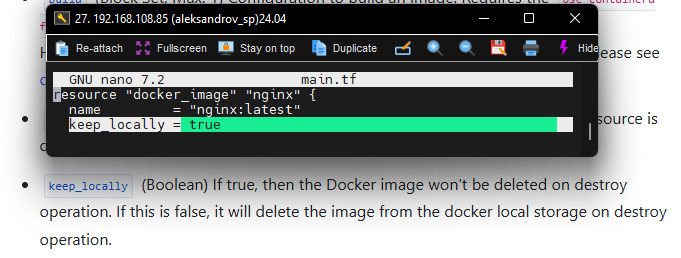 build (Block Set, Max: 1) Configuration to build an image. Requires the
27. 192.168.108.85 (aleksandrov_sp)24.04
Re-attach Fullscreen Stay on top Duplicate Hide
ease see
GNU nano 7.2 main.tf
resource "docker_image" "nginx" {
name = "nginx:latest"
keep_locally = true
source is
keep_locally (Boolean) If true, then the Docker image won't be deleted on destroy
operation. If this is false, it will delete the image from the docker local storage on destroy
operation.